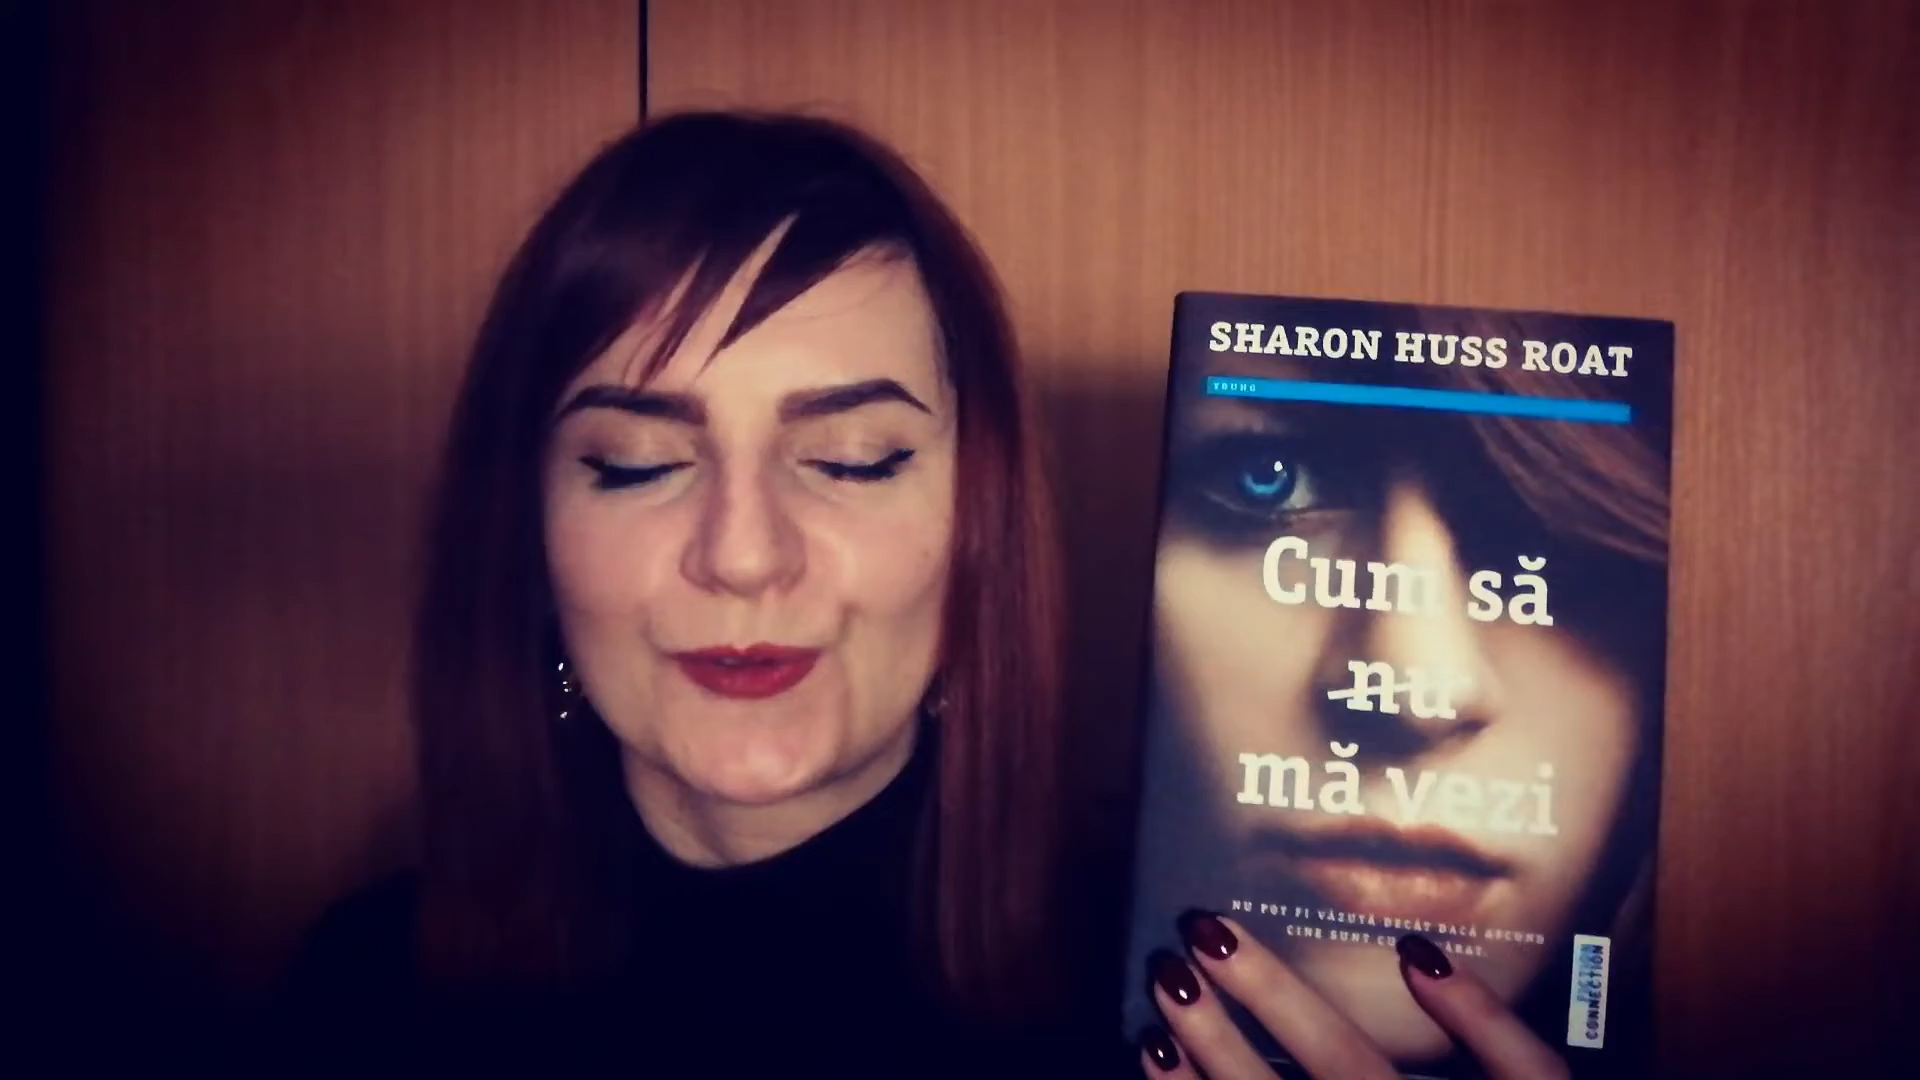 SHARON HUSS ROAT
YOUNG
Cum să
nu
mă vezi
NU POT FI VĂZUTĂ DECÂT DACĂ ASCUND
CINE SUNT CU
FICTION
CONNECTION